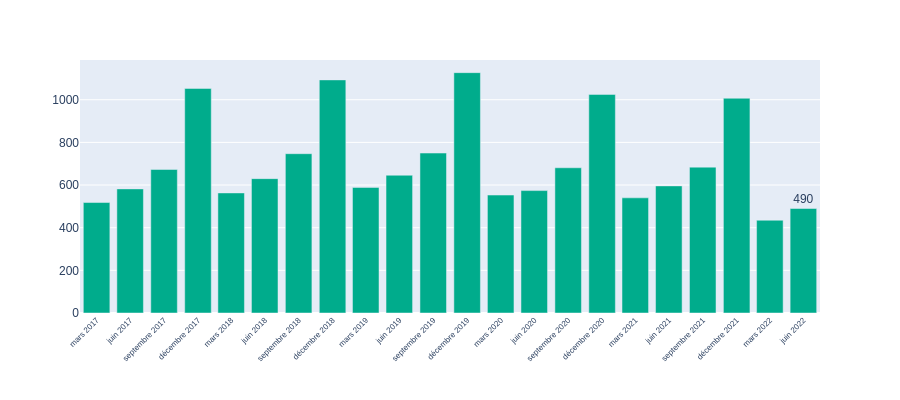 1000
800
600
400
200
0
490
mars 2017
juin 2017
septembre 2017
décembre 2017
mars 2018
juin 2018
septembre 2018
décembre 2018
mars 2019
juin 2019
septembre 2019
décembre 2019
mars 2020
juin 2020
septembre 2020
décembre 2020
mars 2021
juin 2021
septembre 2021
décembre 2021
mars 2022
juin 2022